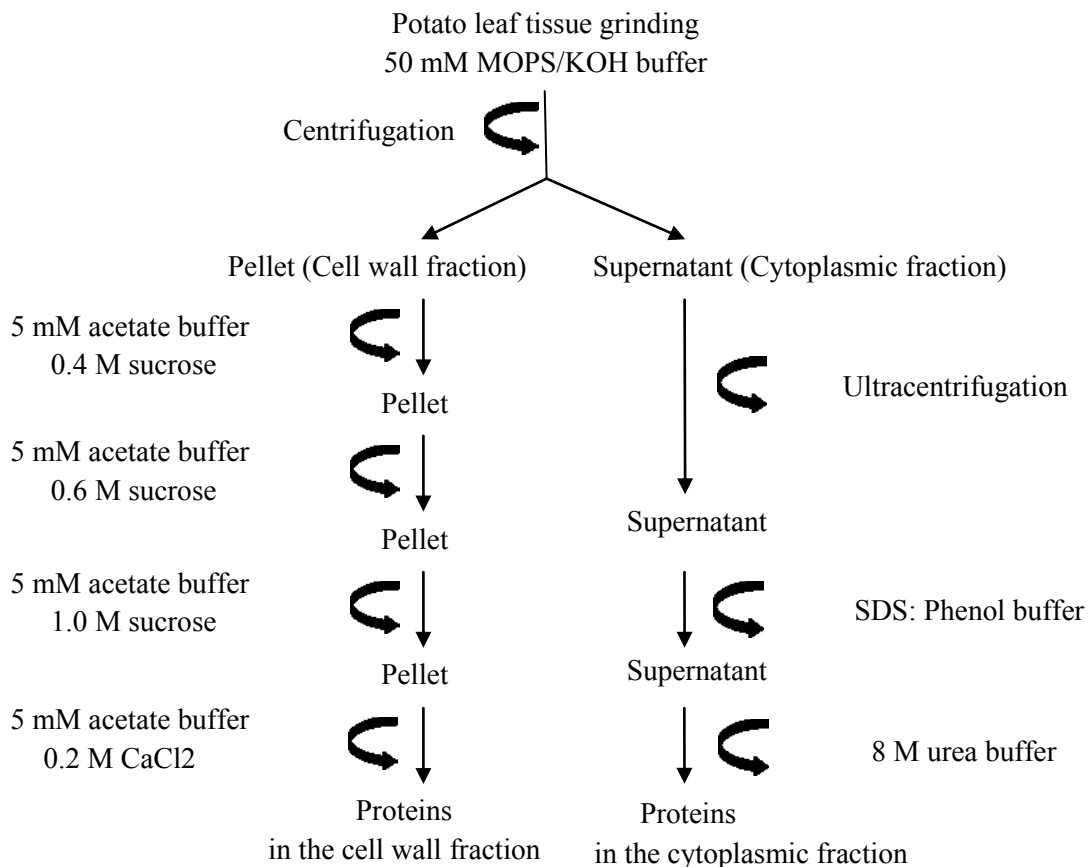 Potato leaf tissue grinding
50 mM MOPS/KOH buffer
Centrifugation
Pellet (Cell wall fraction)
Supernatant (Cytoplasmic fraction)
5 mM acetate buffer
0.4 M sucrose
Pellet
Ultracentrifugation
5 mM acetate buffer
0.6 M sucrose
Pellet
Supernatant
5 mM acetate buffer
1.0 M sucrose
SDS: Phenol buffer
Pellet
Supernatant
5 mM acetate buffer
0.2 M CaCl2
8 M urea buffer
Proteins
in the cell wall fraction
Proteins
in the cytoplasmic fraction